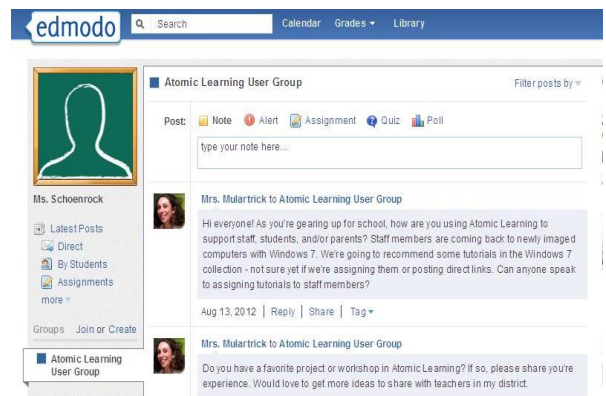 edmodo
Search
Calendar Grades Library
Atomic Learning User Group
Filter posts by
Post: Note Alert Assignment Quiz Poll
type your note here...
Ms. Schoenrock
Latest Posts
Direct
By Students
Assignments
more
Groups Join or Create
Atomic Learning
User Group
Mrs. Mulartrick to Atomic Learning User Group
Hi everyone! As you're gearing up for school, how are you using Atomic Learning to
support staff, students, and/or parents? Staff members are coming back to newly imaged
computers with Windows 7. We're going to recommend some tutorials in the Windows 7
collection - not sure yet if we're assigning them or posting direct links. Can anyone speak
to assigning tutorials to staff members?
Aug 13, 2012 | Reply | Share | Tag
Mrs. Mulartrick to Atomic Learning User Group
Do you have a favorite project or workshop in Atomic Learning? If so, please share you're
experience. Would love to get more ideas to share with teachers in my district.